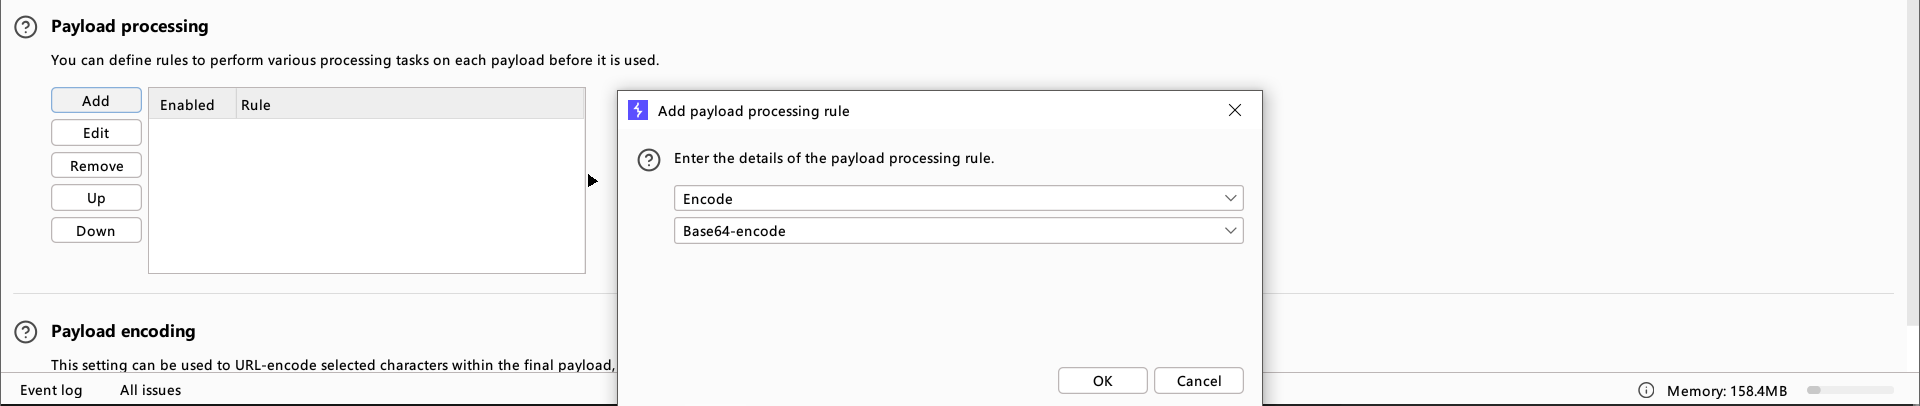 Payload processing
You can define rules to perform various processing tasks on each payload before it is used.
Add
Edit
Remove
Up
Down
Enabled Rule
Add payload processing rule
Enter the details of the payload processing rule.
Encode
Base64-encode
OK Cancel
Payload encoding
This setting can be used to URL-encode selected characters within the final payload,
Event log All issues
Memory: 158.4MB